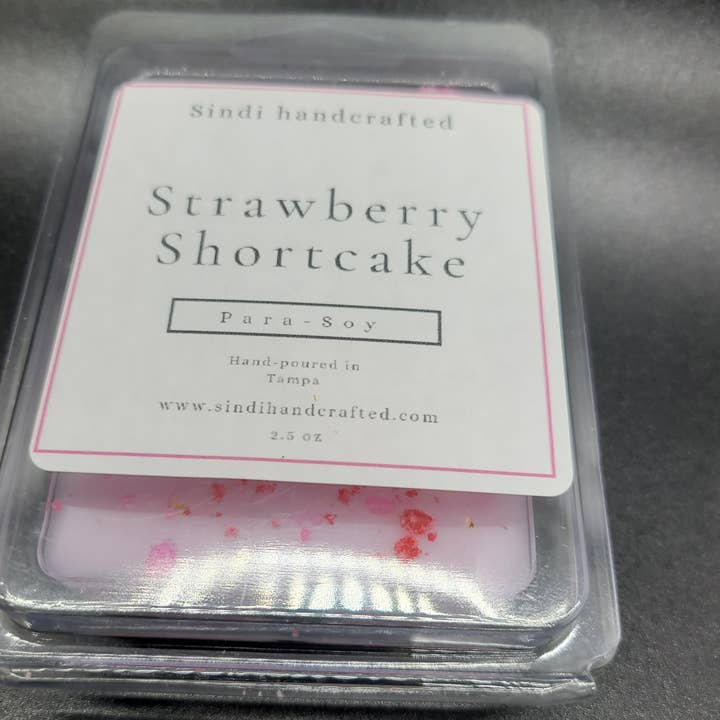 Sindi handcrafted
Strawberry
Shortcake
Para-Soy
Hand-poured in
Tampa
www.sindihandcrafted.com
2.5 oz